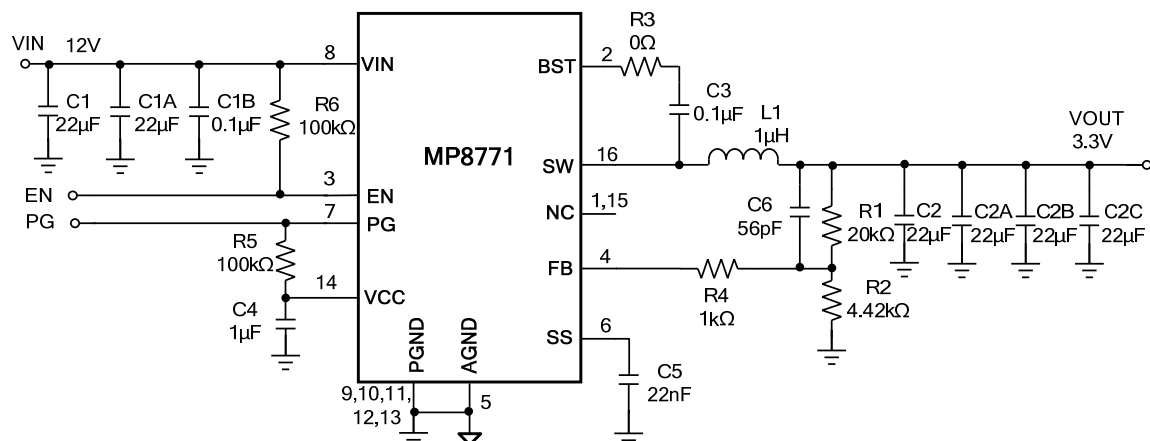 VIN
12V
8
VIN
C1
22µF
C1A
22µF
C1B
0.1µF
R6
100kΩ
EN
3
EN
PG
7
PG
R5
100kΩ
14
VCC
C4
1µF
MP8771
PGND
AGND
9,10,11,
12,13
5
BST
2
R3
0Ω
C3
0.1µF
SW
16
L1
1µH
NC
1,15
FB
4
R4
1kΩ
C6
56pF
R1
20kΩ
R2
4.42kΩ
SS
6
C5
22nF
C2
22µF
C2A
22µF
C2B
22µF
C2C
22µF
VOUT
3.3V